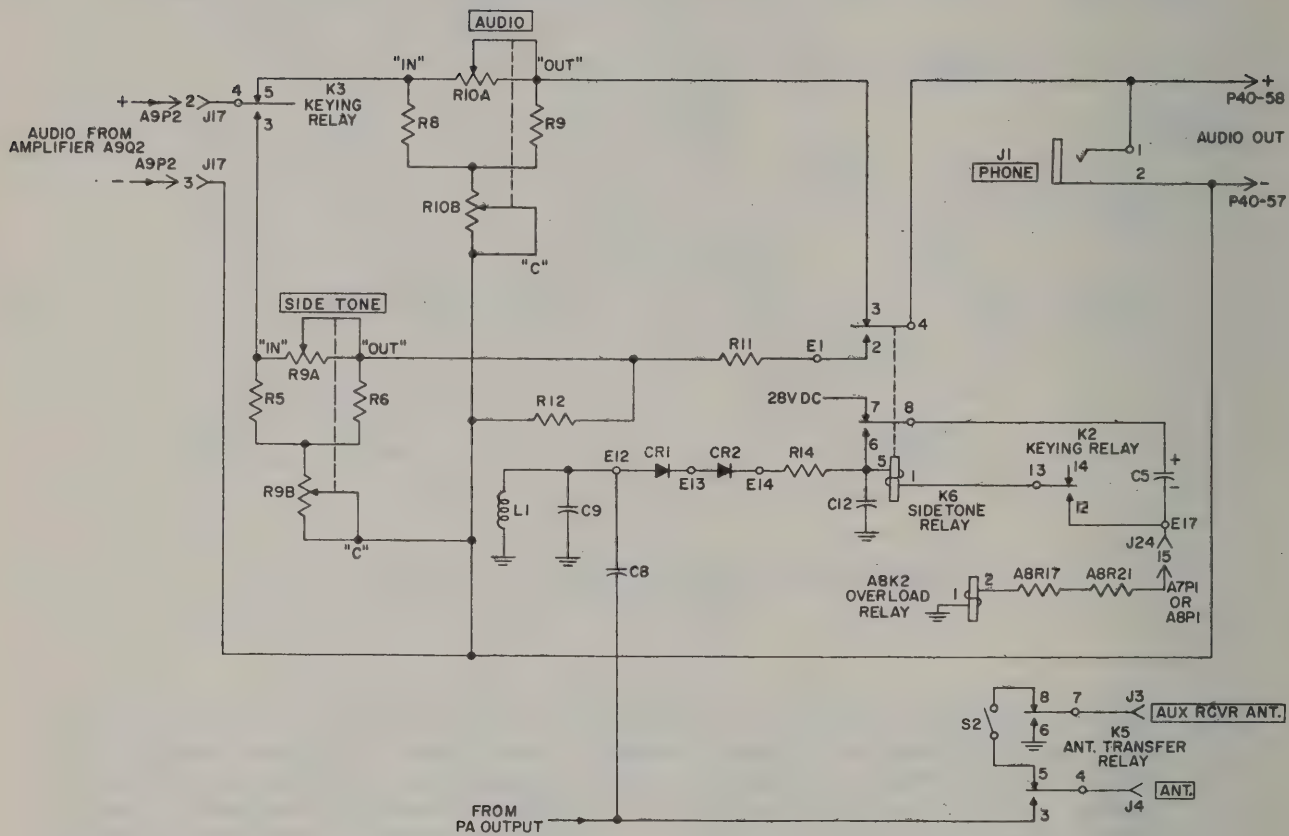 AUDIO
"IN"
"OUT"
R10A
4
5
K3
KEYING
RELAY
3
+
A9P2
2
J17
AUDIO FROM
AMPLIFIER A9Q2
A9P2
J17
-
3
R8
R9
R10B
"C"
+
P40-58
AUDIO OUT
J1
PHONE
1
2
-
P40-57
SIDE TONE
"IN"
"OUT"
R9A
R5
R6
R9B
"C"
R11
E1
3
4
2
R12
28V DC
7
8
6
K2
KEYING RELAY
E12
CR1
CR2
R14
E13
E14
5
1
13
14
12
C5
+
-
L1
C9
C12
K6
SIDETONE
RELAY
E17
J24
15
C8
A8K2
OVERLOAD
RELAY
1
2
A8R17
A8R21
A7P1
OR
A8P1
S2
8
7
J3
AUX RCVR ANT.
6
K5
ANT. TRANSFER
RELAY
5
4
J4
ANT.
3
FROM
PA OUTPUT